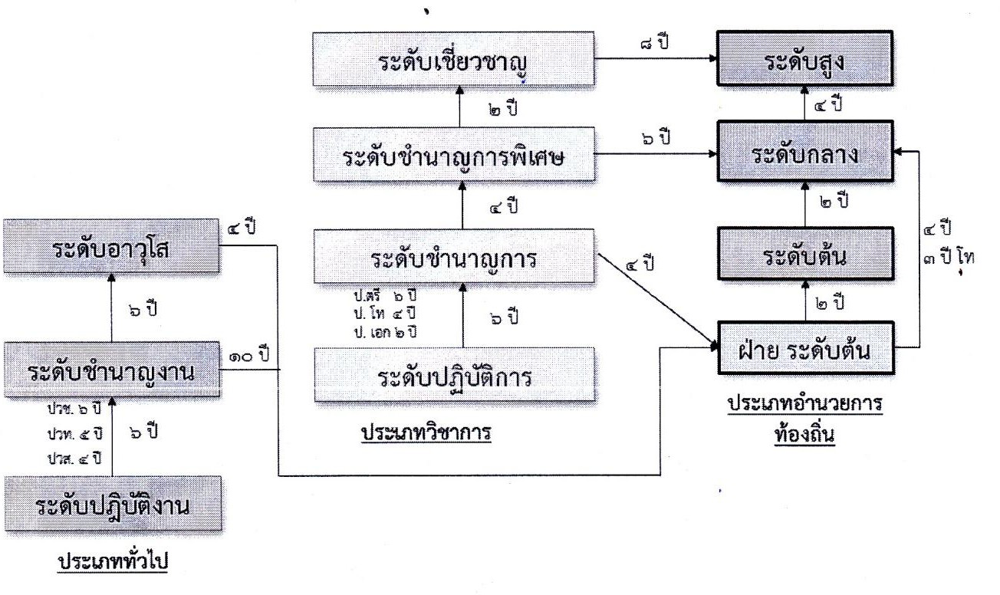 ระดับเชี่ยวชาญ
๘ ปี
ระดับสูง
๒ ปี
๔ ปี
ระดับชำนาญการพิเศษ
๖ ปี
ระดับกลาง
๔ ปี
๒ ปี
ระดับอาวุโส
๔ ปี
ระดับชำนาญการ
๔ ปี
ระดับต้น
๔ ปี
๓ ปี โท
๖ ปี
ป.ตรี ๖ ปี
ป. โท ๔ ปี
ป. เอก ๒ ปี
๖ ปี
๒ ปี
ระดับชำนาญงาน
๑๐ ปี
ระดับปฏิบัติการ
ฝ่าย ระดับต้น
ปวช. ๖ ปี
ปวท. ๕ ปี
ปวส. ๔ ปี
๖ ปี
ประเภทวิชาการ
ประเภทอำนวยการ
ท้องถิ่น
ระดับปฏิบัติงาน
ประเภททั่วไป